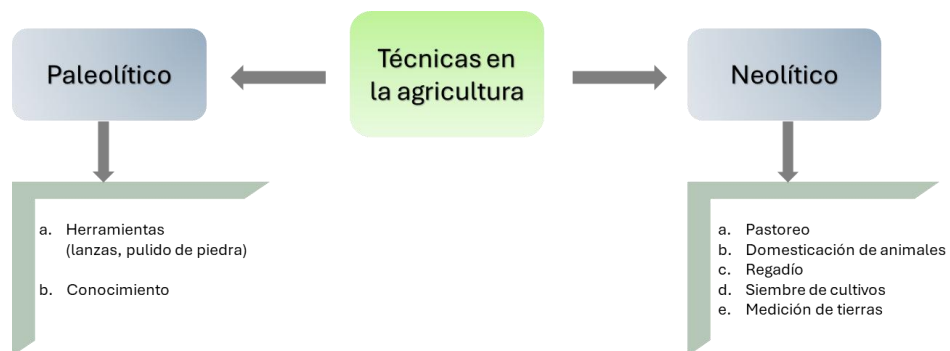 Paleolítico
Técnicas en
la agricultura
Neolítico
a. Herramientas
(lanzas, pulido de piedra)
b. Conocimiento
a. Pastoreo
b. Domesticación de animales
c. Regadío
d. Siembre de cultivos
e. Medición de tierras